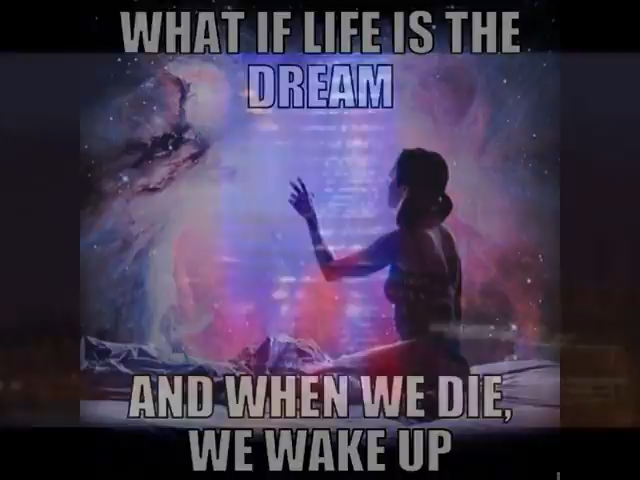 WHAT IF LIFE IS THE
DREAM
AND WHEN WE DIE,
WE WAKE UP